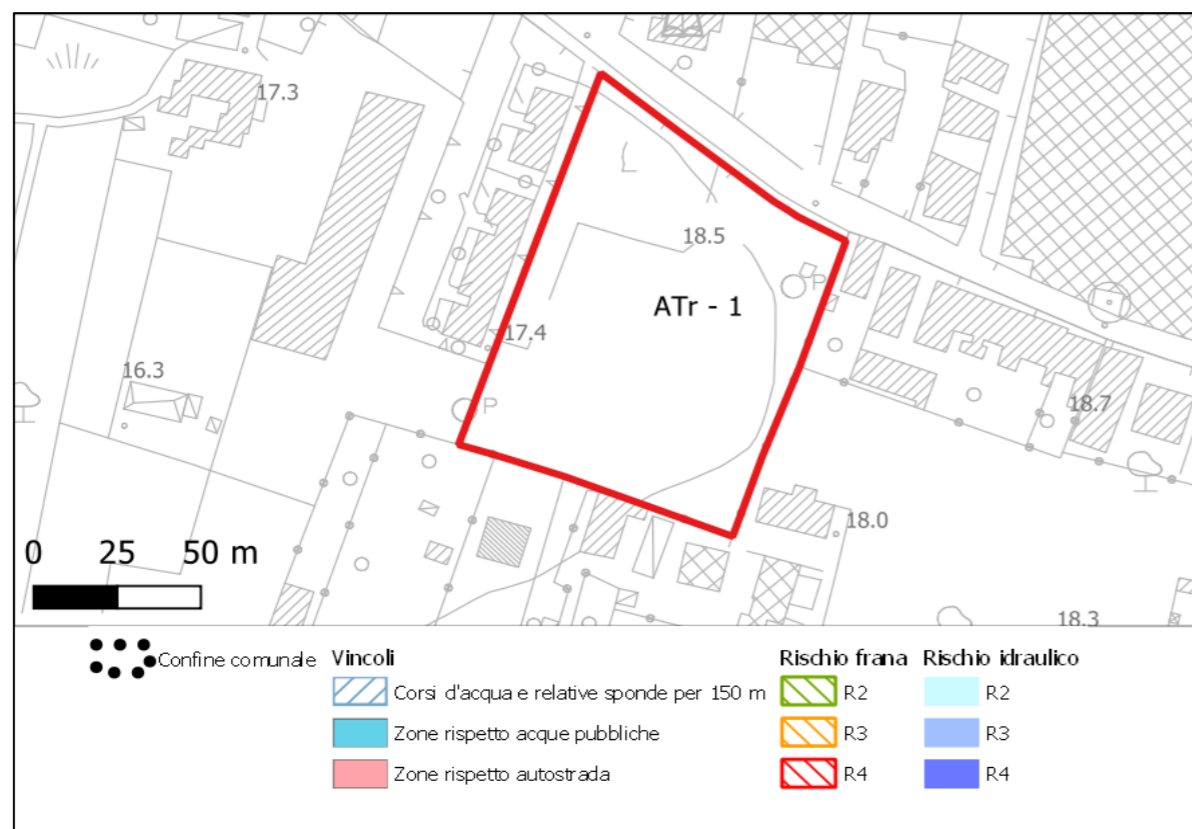 17.3
18.5
P
ATr - 1
17.4
16.3
P
18.7
18.0
0 25 50 m
18.3
Confine comunale
Vincoli
Corsi d'acqua e relative sponde per 150 m
Zone rispetto acque pubbliche
Zone rispetto autostrada
Rischio frana
R2
R3
R4
Rischio idraulico
R2
R3
R4